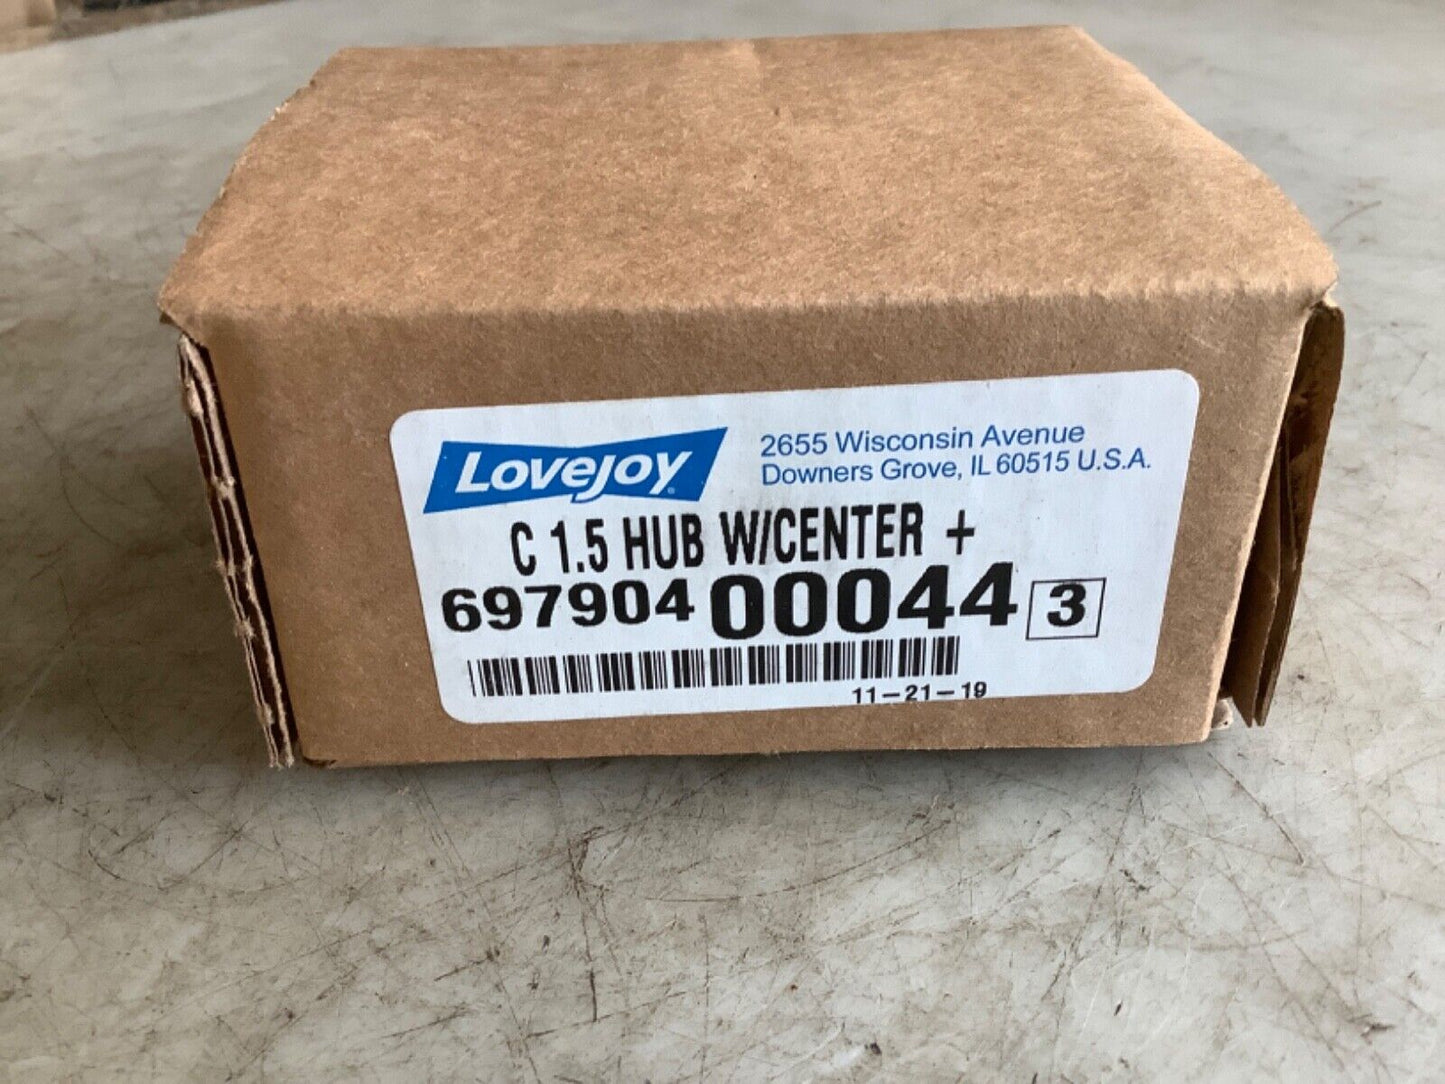 Lovejoy®
2655 Wisconsin Avenue
Downers Grove, IL 60515 U.S.A.
C 1.5 HUB W/CENTER +
697904 00044 3
11-21-19